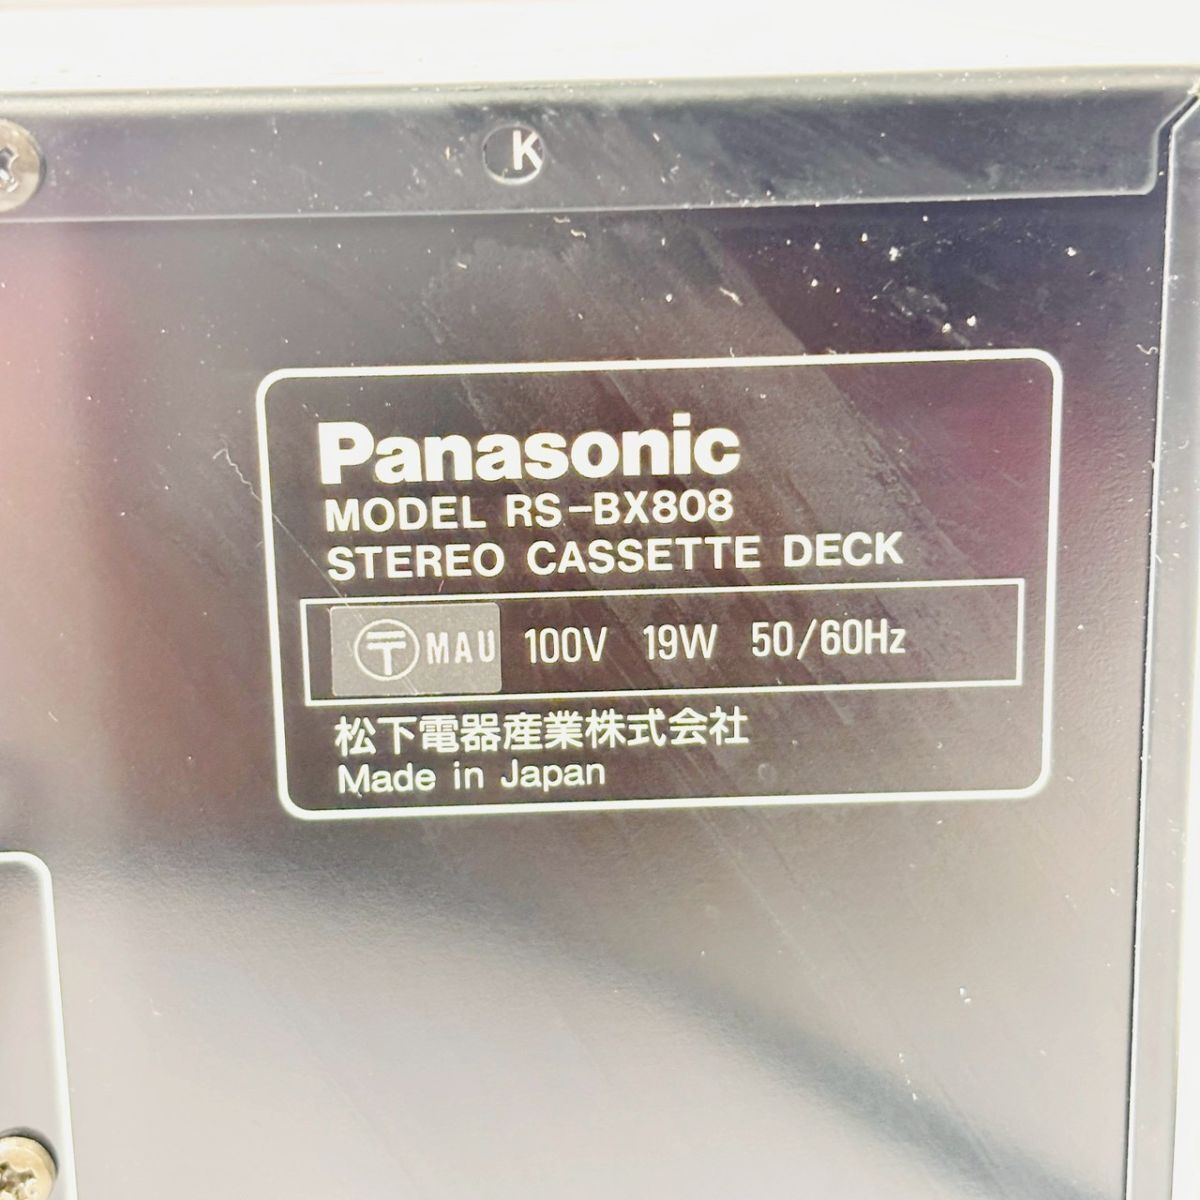 K
Panasonic
MODEL RS-BX808
STEREO CASSETTE DECK
〒 MAU 100V 19W 50/60Hz
松下電器産業株式会社
Made in Japan